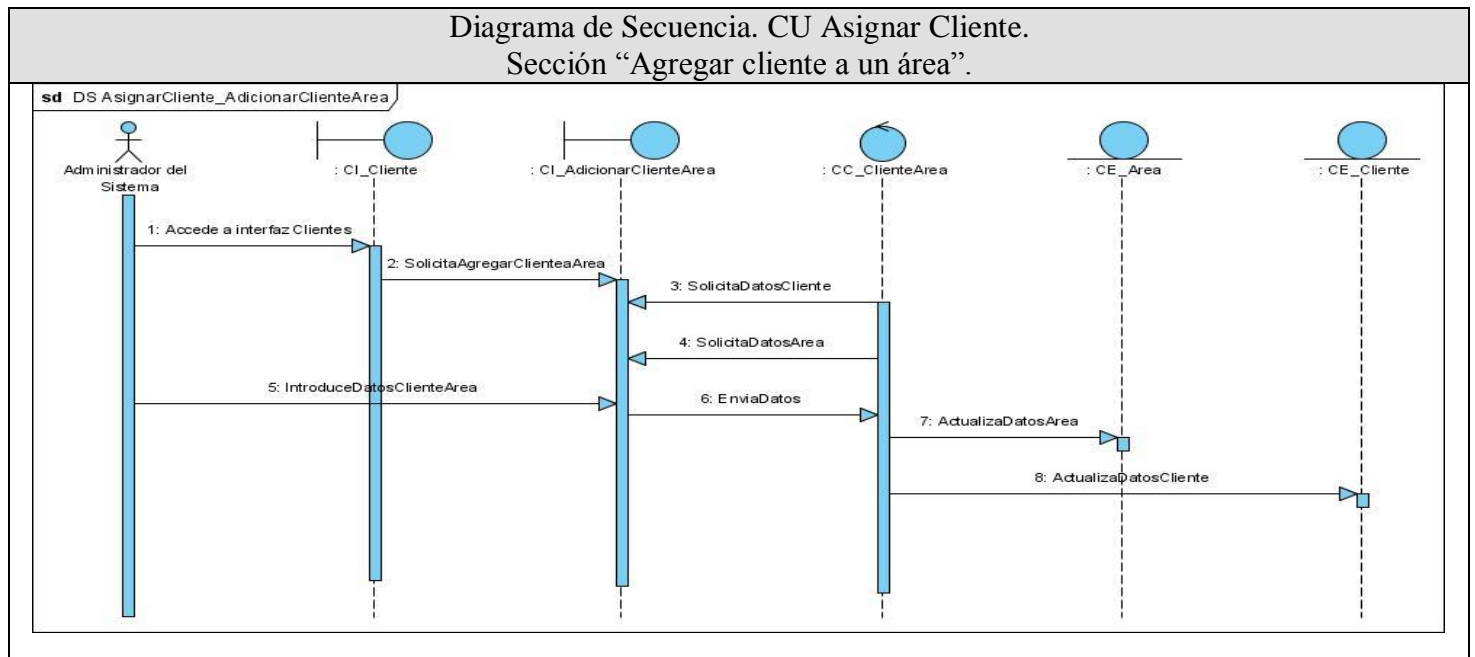 Diagrama de Secuencia. CU Asignar Cliente.
Sección “Agregar cliente a un área”.
sd DS AsignarCliente_AdicionarClienteArea
Administrador del
Sistema
: CI_Cliente
: CI_AdicionarClienteArea
: CC_ClienteArea
: CE_Area
: CE_Cliente
1: Accede a interfaz Clientes
2: SolicitaAgregarClienteaArea
3: SolicitaDatosCliente
4: SolicitaDatosArea
5: IntroduceDatosClienteArea
6: EnviaDatos
7: ActualizaDatosArea
8: ActualizaDatosCliente